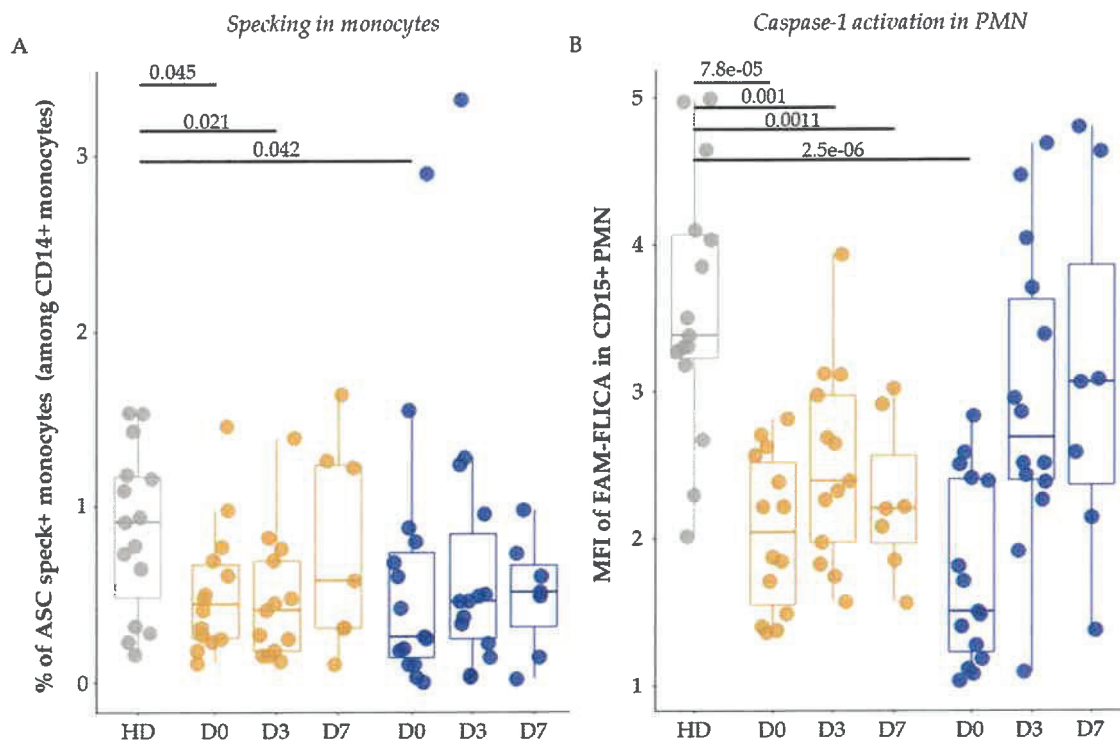 Specking in monocytes
A
% of ASC speck+ monocytes (among CD14+ monocytes)
3
2
1
0
0.045
0.021
0.042
HD D0 D3 D7 D0 D3 D7
Caspase-1 activation in PMN
B
MFI of FAM-FLICA in CD15+PMN
5
4
3
2
1
7.8e-05
0.001
0.0011
2.5e-06
HD D0 D3 D7 D0 D3 D7